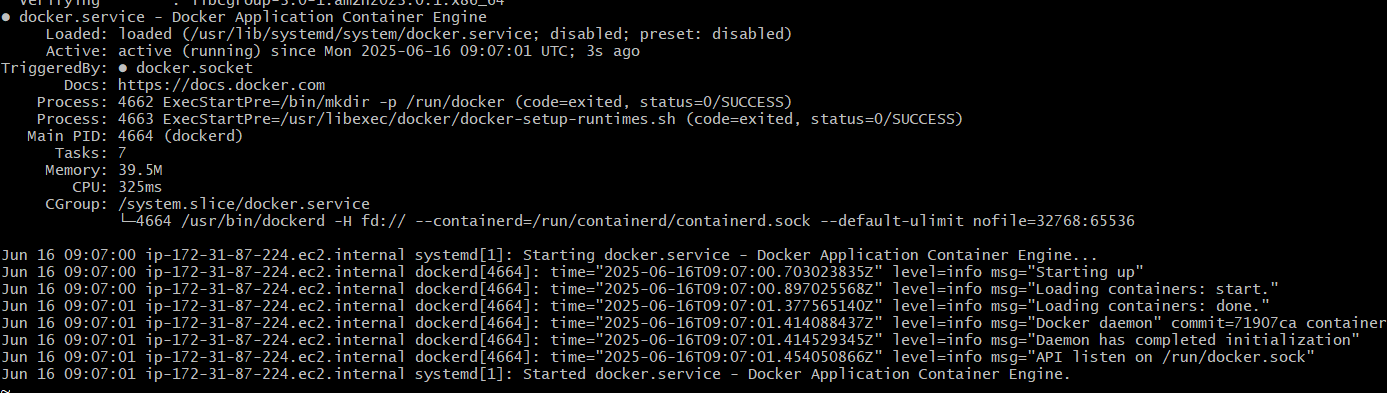 Verifying        : libcgroup-3.0-1.amzn2023.0.1.x86_64
● docker.service - Docker Application Container Engine
     Loaded: loaded (/usr/lib/systemd/system/docker.service; disabled; preset: disabled)
     Active: active (running) since Mon 2025-06-16 09:07:01 UTC; 3s ago
TriggeredBy: ● docker.socket
       Docs: https://docs.docker.com
    Process: 4662 ExecStartPre=/bin/mkdir -p /run/docker (code=exited, status=0/SUCCESS)
    Process: 4663 ExecStartPre=/usr/libexec/docker/docker-setup-runtimes.sh (code=exited, status=0/SUCCESS)
   Main PID: 4664 (dockerd)
      Tasks: 7
     Memory: 39.5M
        CPU: 325ms
     CGroup: /system.slice/docker.service
             └─4664 /usr/bin/dockerd -H fd:// --containerd=/run/containerd/containerd.sock --default-ulimit nofile=32768:65536

Jun 16 09:07:00 ip-172-31-87-224.ec2.internal systemd[1]: Starting docker.service - Docker Application Container Engine...
Jun 16 09:07:00 ip-172-31-87-224.ec2.internal dockerd[4664]: time="2025-06-16T09:07:00.703023835Z" level=info msg="Starting up"
Jun 16 09:07:00 ip-172-31-87-224.ec2.internal dockerd[4664]: time="2025-06-16T09:07:00.897025568Z" level=info msg="Loading containers: start."
Jun 16 09:07:01 ip-172-31-87-224.ec2.internal dockerd[4664]: time="2025-06-16T09:07:01.377565140Z" level=info msg="Loading containers: done."
Jun 16 09:07:01 ip-172-31-87-224.ec2.internal dockerd[4664]: time="2025-06-16T09:07:01.414088437Z" level=info msg="Docker daemon" commit=71907ca container
Jun 16 09:07:01 ip-172-31-87-224.ec2.internal dockerd[4664]: time="2025-06-16T09:07:01.414529345Z" level=info msg="Daemon has completed initialization"
Jun 16 09:07:01 ip-172-31-87-224.ec2.internal dockerd[4664]: time="2025-06-16T09:07:01.454050866Z" level=info msg="API listen on /run/docker.sock"
Jun 16 09:07:01 ip-172-31-87-224.ec2.internal systemd[1]: Started docker.service - Docker Application Container Engine.
~